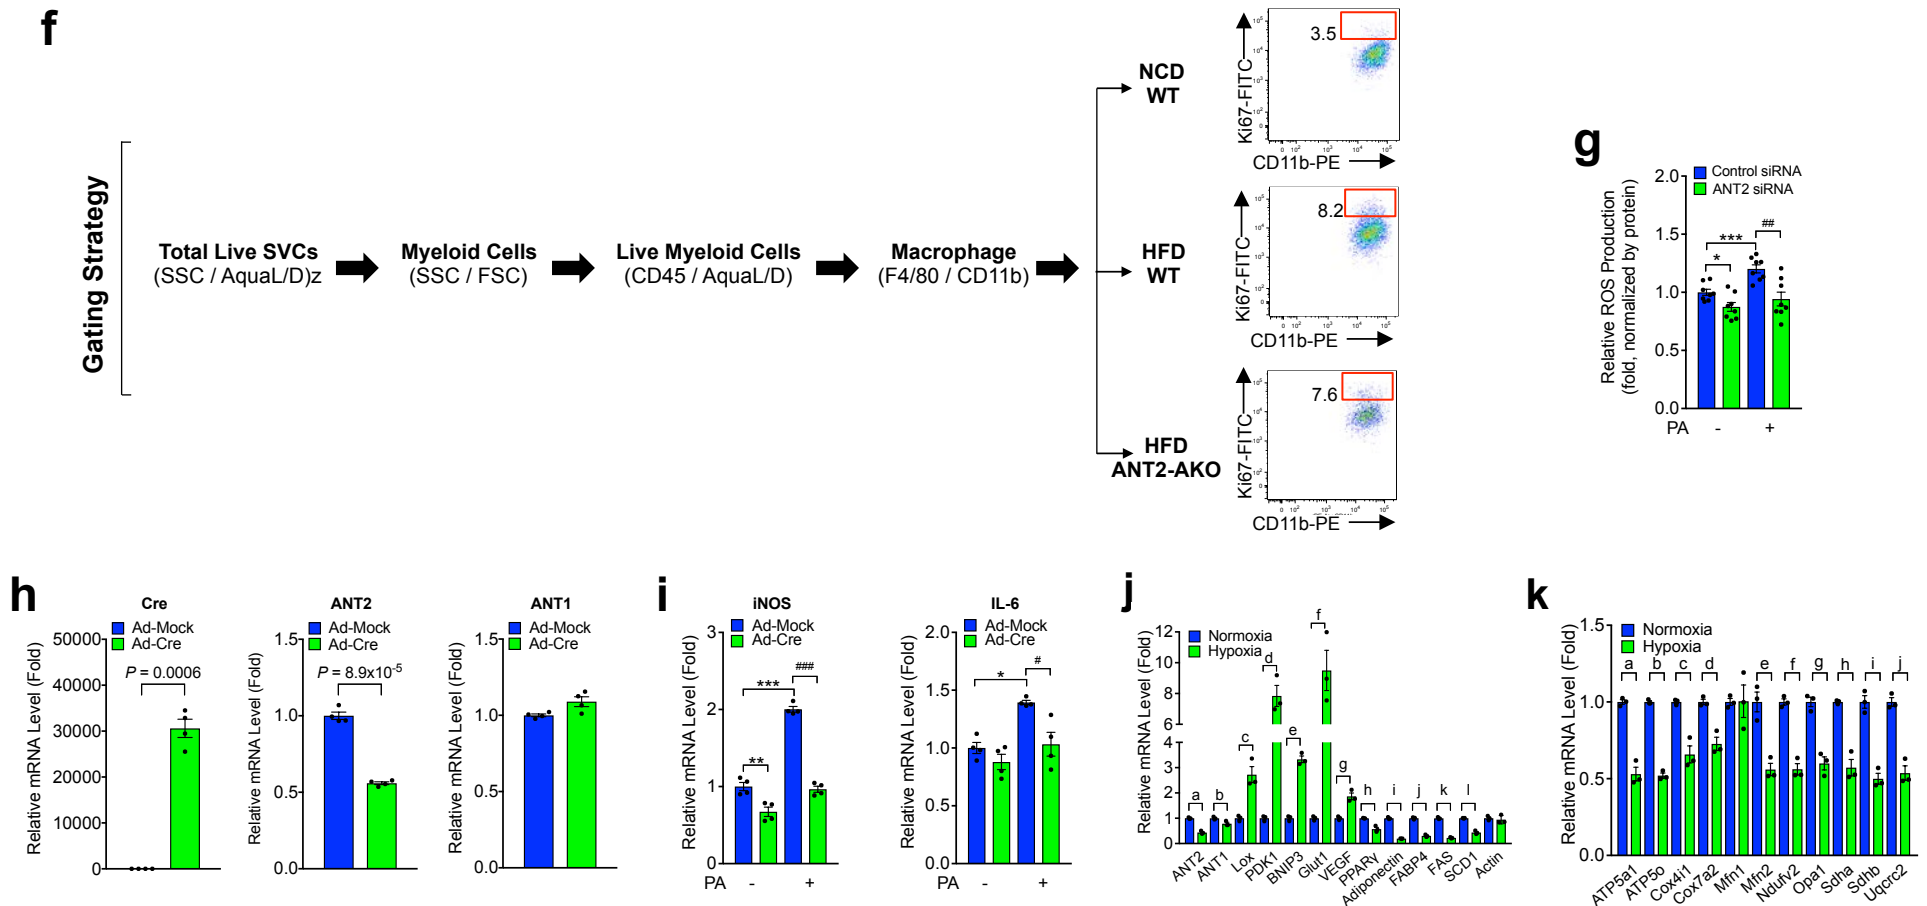 f
Gating Strategy
Total Live SVCs
(SSC / AquaL/D)z
Myeloid Cells
(SSC / FSC)
Live Myeloid Cells
(CD45 / AquaL/D)
Macrophage
(F4/80 / CD11b)
NCD
WT
HFD
WT
HFD
ANT2-AKO
3.5
Ki67-FITC
CD11b-PE
8.2
Ki67-FITC
CD11b-PE
7.6
Ki67-FITC
CD11b-PE
g
Relative ROS Production
(fold, normalized by protein)
Control siRNA
ANT2 siRNA
2.0
1.5
1.0
0.5
0.0
*
***
##
PA - +
h
Cre
Ad-Mock
Ad-Cre
Relative mRNA Level (Fold)
50000
40000
30000
20000
10000
0
P = 0.0006
ANT2
Ad-Mock
Ad-Cre
Relative mRNA Level (Fold)
1.5
1.0
0.5
0.0
P = 8.9x10-5
ANT1
Ad-Mock
Ad-Cre
Relative mRNA Level (Fold)
1.5
1.0
0.5
0.0
i
iNOS
Ad-Mock
Ad-Cre
Relative mRNA Level (Fold)
3
2
1
0
**
***
###
PA - +
IL-6
Ad-Mock
Ad-Cre
Relative mRNA Level (Fold)
2.0
1.5
1.0
0.5
0.0
*
#
PA - +
j
Normoxia
Hypoxia
Relative mRNA Level (Fold)
12
10
8
6
4
3
2
1
0
a b c d e f g h i j k l
ANT2 ANT1 Lox PDK1 BNIP3 Glut1 VEGF PPARγ Adiponectin FABP4 FAS SCD1 Actin
k
Normoxia
Hypoxia
Relative mRNA Level (Fold)
1.5
1.0
0.5
0.0
a b c d e f g h i j
ATP5a1 ATP5o Cox4i1 Cox7a2 Mfn1 Mfn2 Ndufv2 Opa1 Sdha Sdhb Uqcrc2